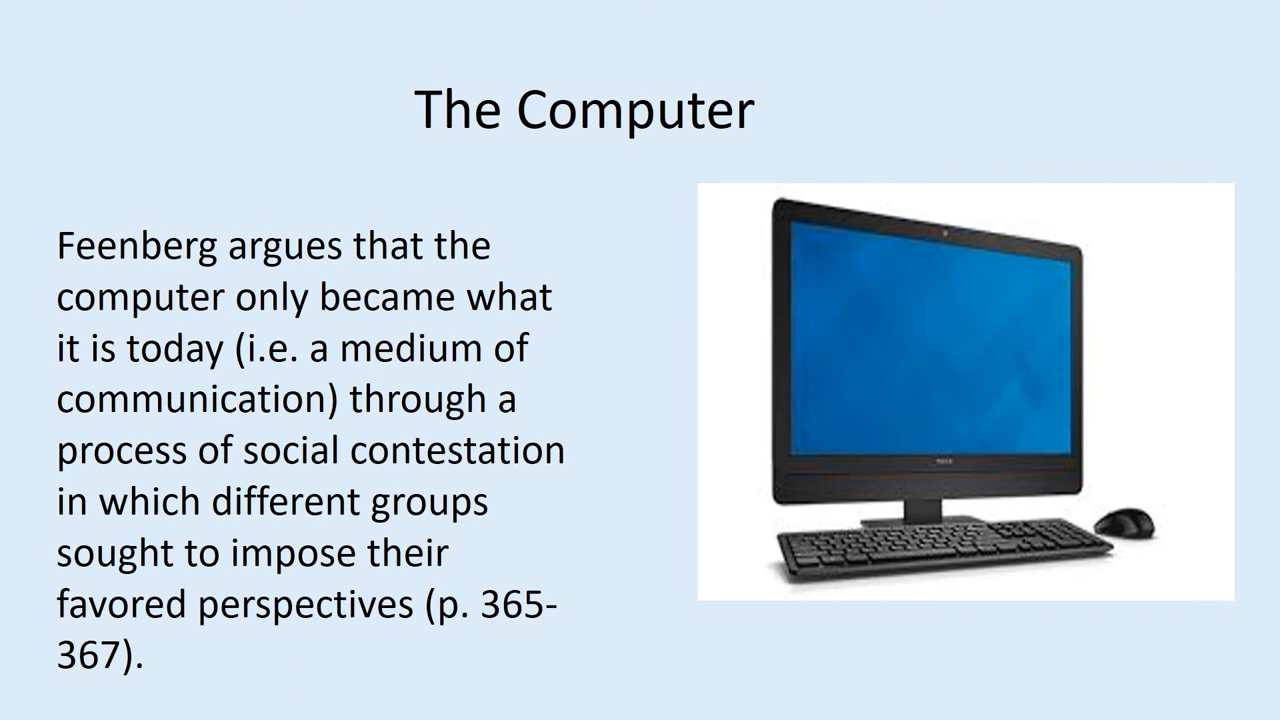 The Computer
Feenberg argues that the
computer only became what
it is today (i.e. a medium of
communication) through a
process of social contestation
in which different groups
sought to impose their
favored perspectives (p. 365-
367).